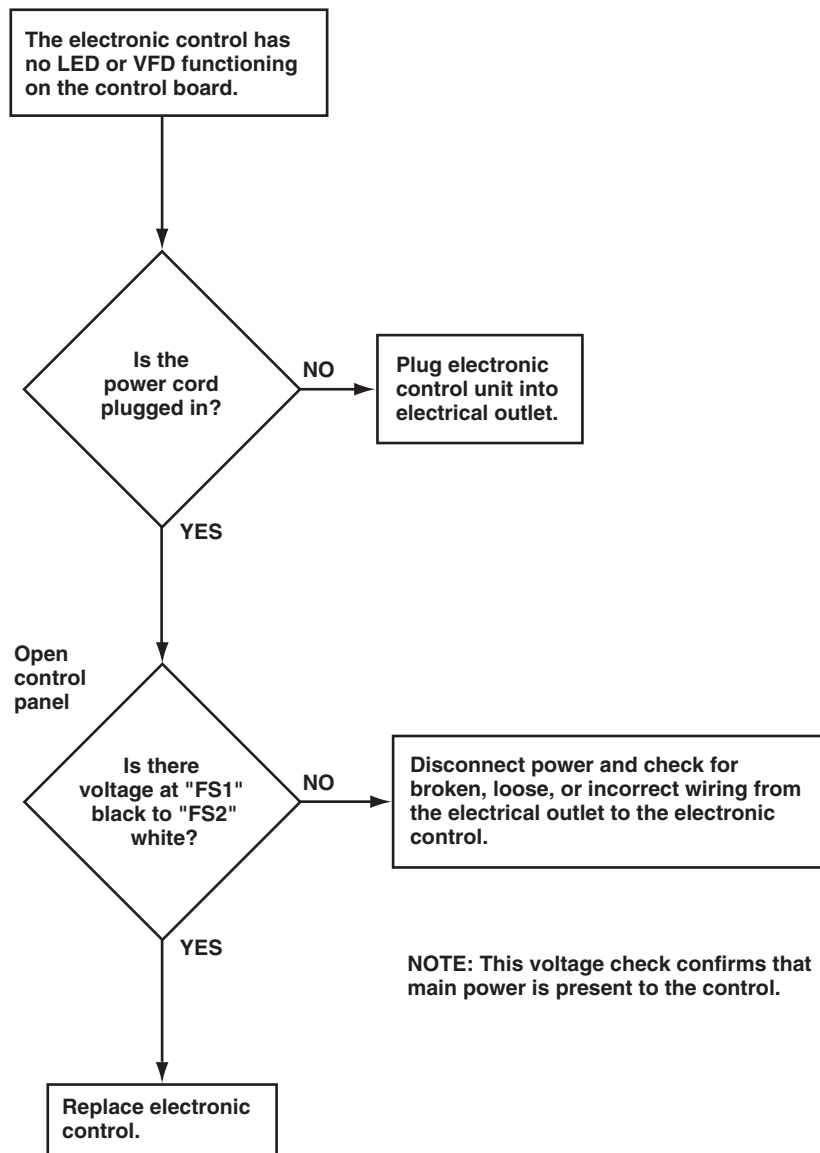 The electronic control has
no LED or VFD functioning
on the control board.
Is the
power cord
plugged in?
NO
Plug electronic
control unit into
electrical outlet.
YES
Open
control
panel
Is there
voltage at "FS1"
black to "FS2"
white?
NO
Disconnect power and check for
broken, loose, or incorrect wiring from
the electrical outlet to the electronic
control.
YES
NOTE: This voltage check confirms that
main power is present to the control.
Replace electronic
control.